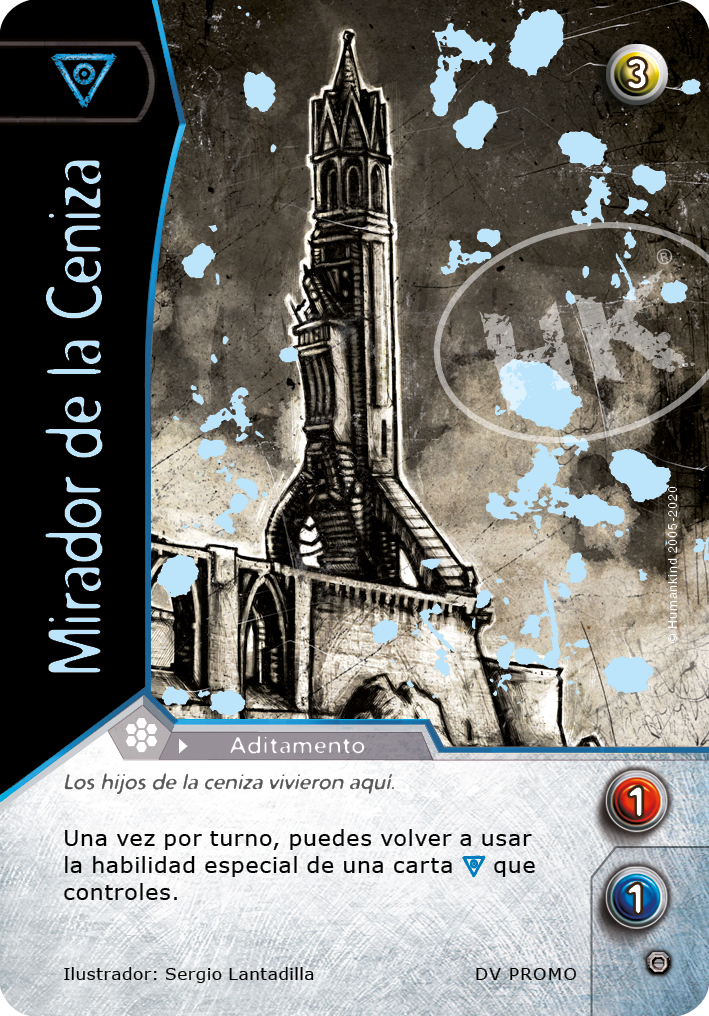 3
Mirador de la Ceniza
HK
®
© Humankind 2005-2020
Aditamento
Los hijos de la ceniza vivieron aquí.
1
Una vez por turno, puedes volver a usar
la habilidad especial de una carta que
controles.
1
Ilustrador: Sergio Lantadilla
DV PROMO